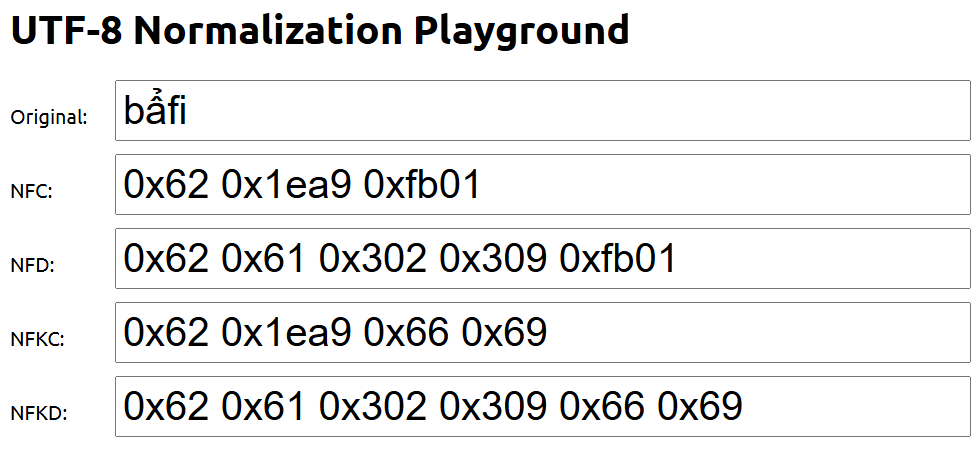 UTF-8 Normalization Playground
Original: bẩfi
NFC: 0x62 0x1ea9 0xfb01
NFD: 0x62 0x61 0x302 0x309 0xfb01
NFKC: 0x62 0x1ea9 0x66 0x69
NFKD: 0x62 0x61 0x302 0x309 0x66 0x69